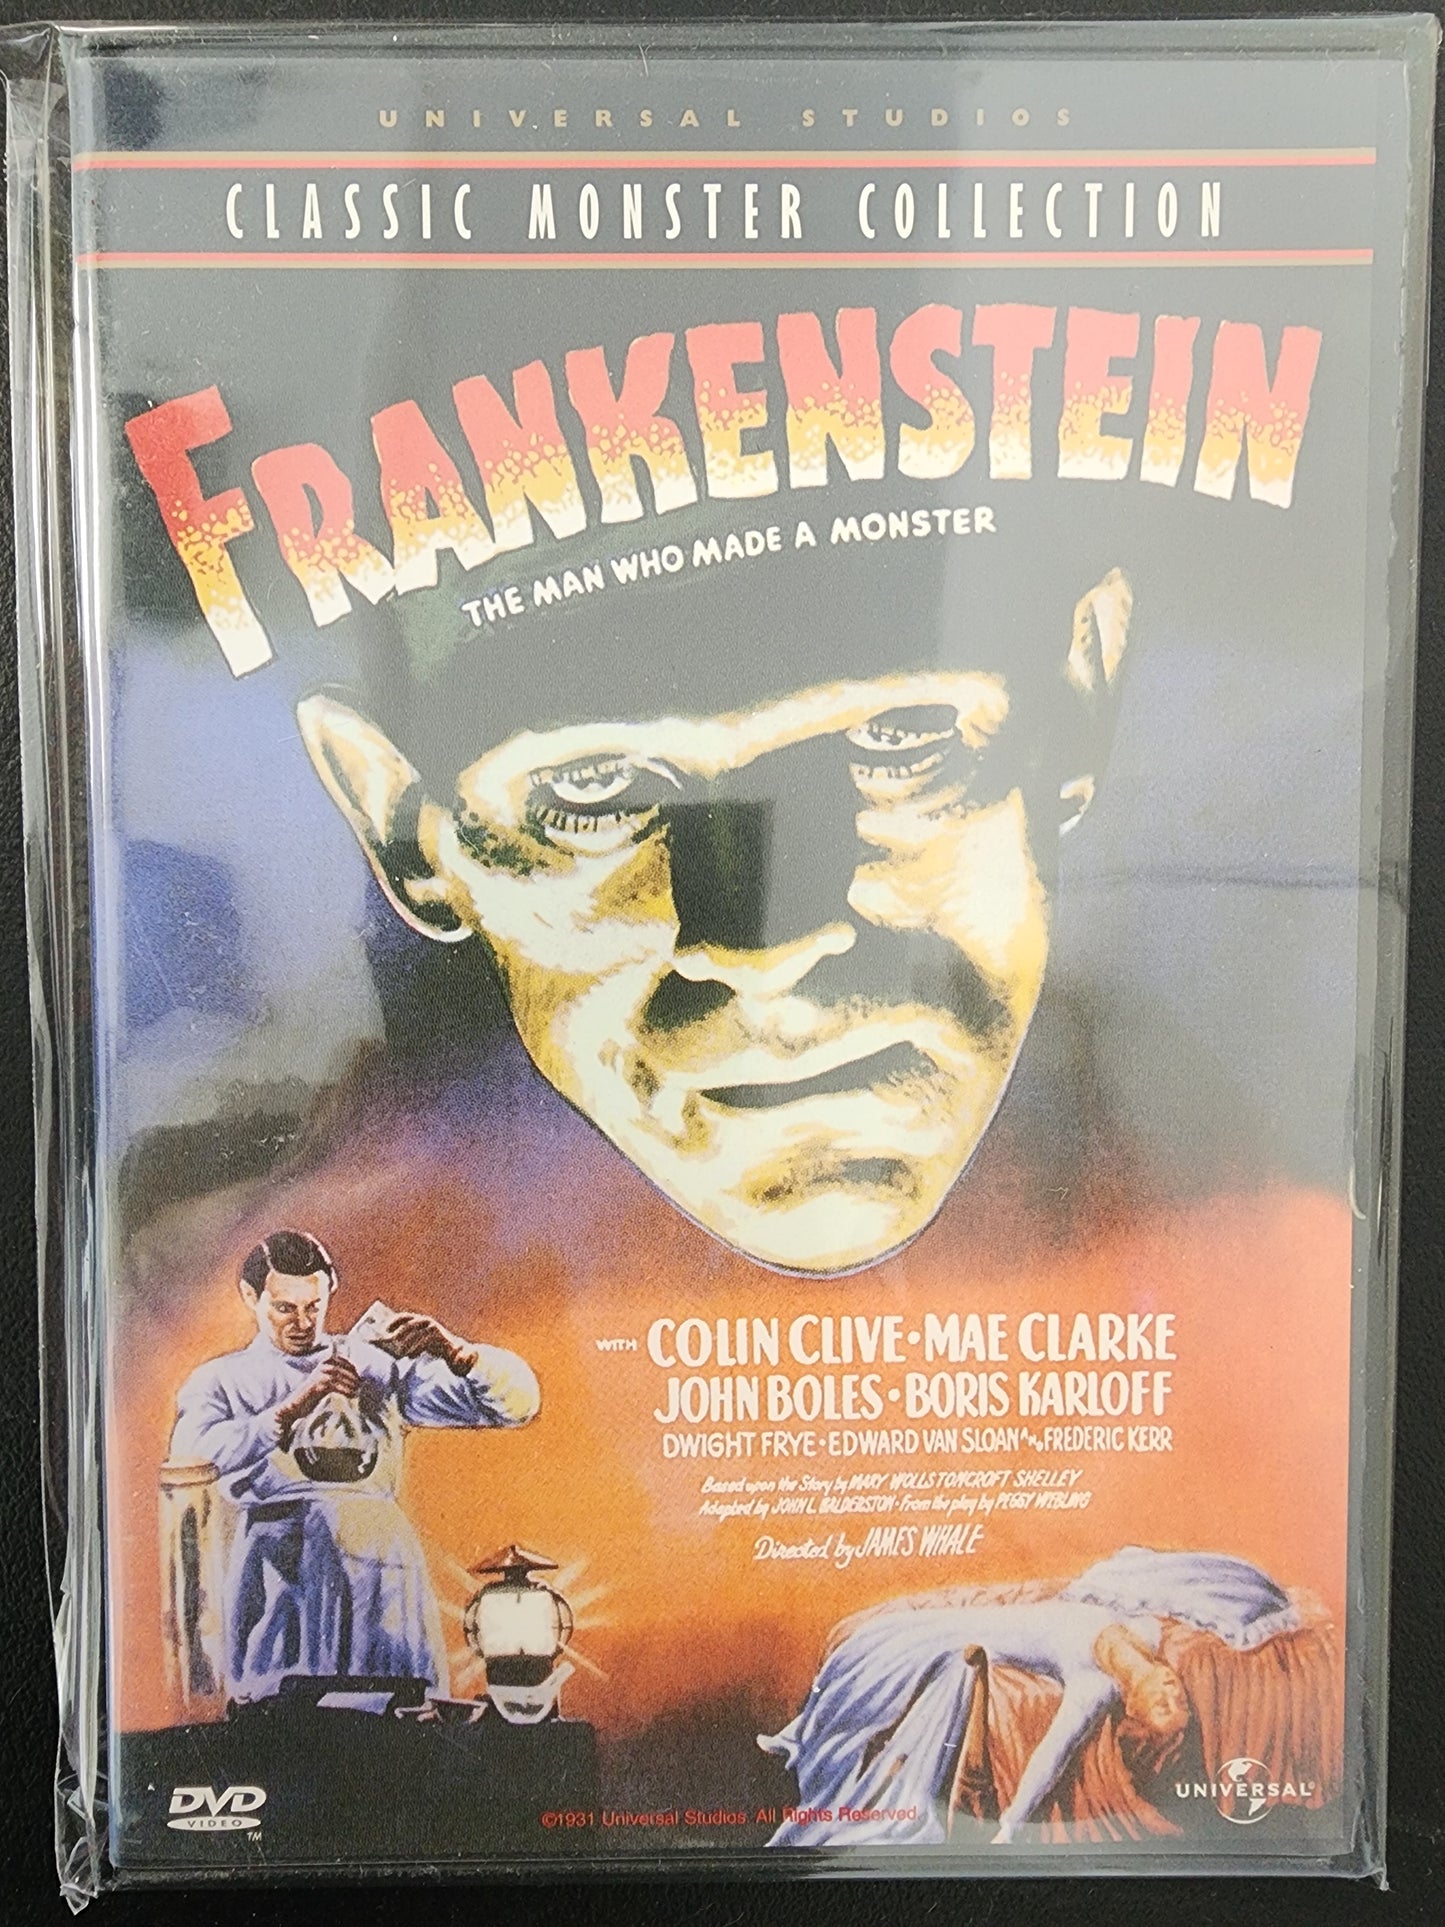 UNIVERSAL STUDIOS
CLASSIC MONSTER COLLECTION
FRANKENSTEIN
THE MAN WHO MADE A MONSTER
WITH COLIN CLIVE • MAE CLARKE
JOHN BOLES • BORIS KARLOFF
DWIGHT FRYE • EDWARD VAN SLOAN AND FREDERIC KERR
Based upon the Story by MARY WOLLSTONCROFT SHELLEY
Adapted by JOHN L. BALDERSTON • From the play by PEGGY WEBLING
Directed by JAMES WHALE
DVD
VIDEO
TM
©1931 Universal Studios. All Rights Reserved.
UNIVERSAL®